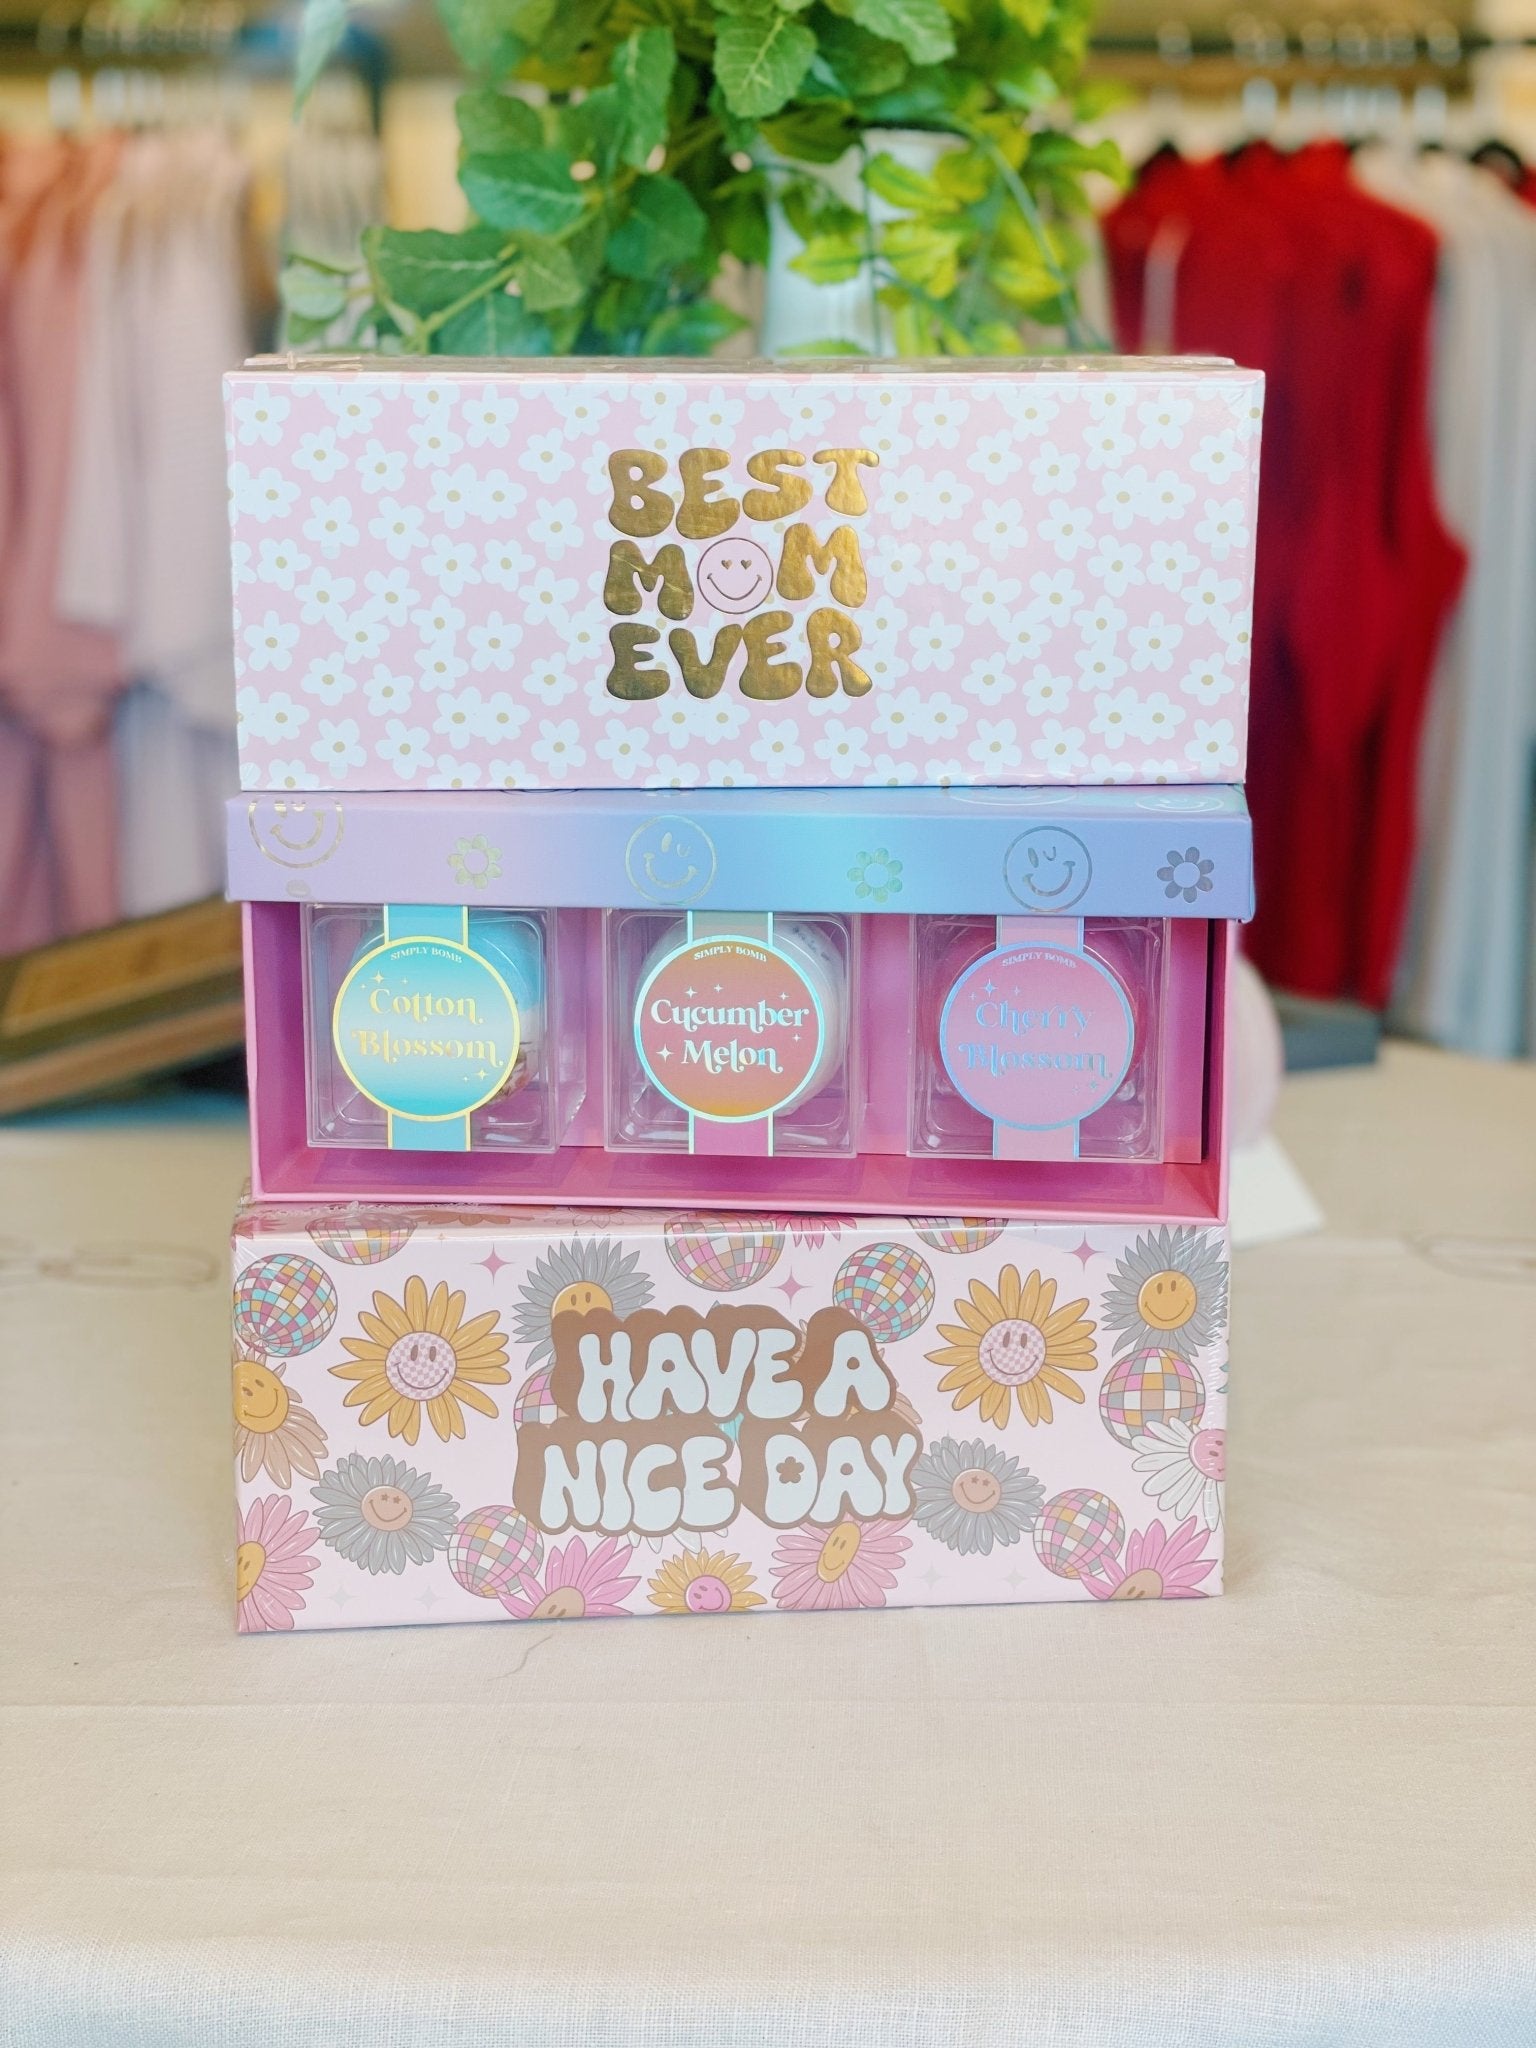 BEST
MOM
EVER
SIMPLY BOMB
Cotton
Blossom
SIMPLY BOMB
Cucumber
Melon
SIMPLY BOMB
Cherry
Blossom
HAVE A
NICE DAY